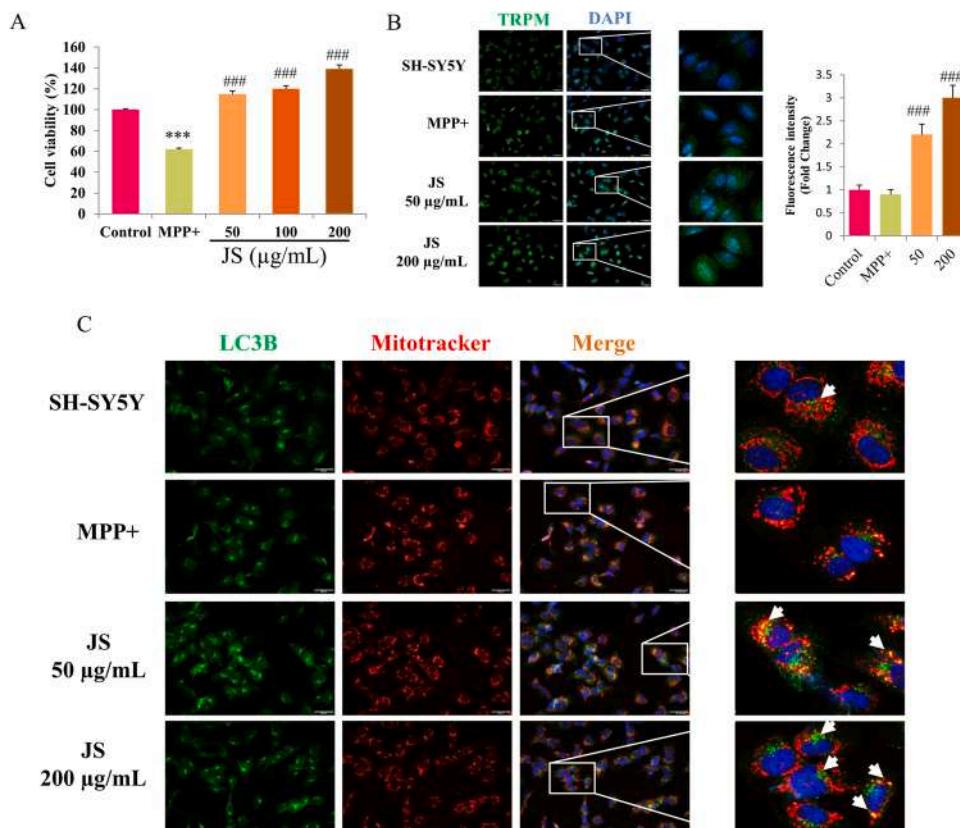 A
Cell viability (%)
160
140
120
100
80
60
40
20
0
***
###
###
###
Control MPP+ 50 100 200
JS (µg/mL)
B
TRPM DAPI
SH-SY5Y
MPP+
JS
50 µg/mL
JS
200 µg/mL
Fluorescence intensity
(Fold Change)
3.5
3
2.5
2
1.5
1
0.5
0
###
###
Control MPP+ 50 200
C
LC3B Mitotracker Merge
SH-SY5Y
MPP+
JS
50 µg/mL
JS
200 µg/mL